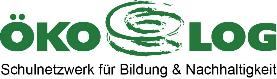 ÖKO LOG
Schulnetzwerk für Bildung & Nachhaltigkeit